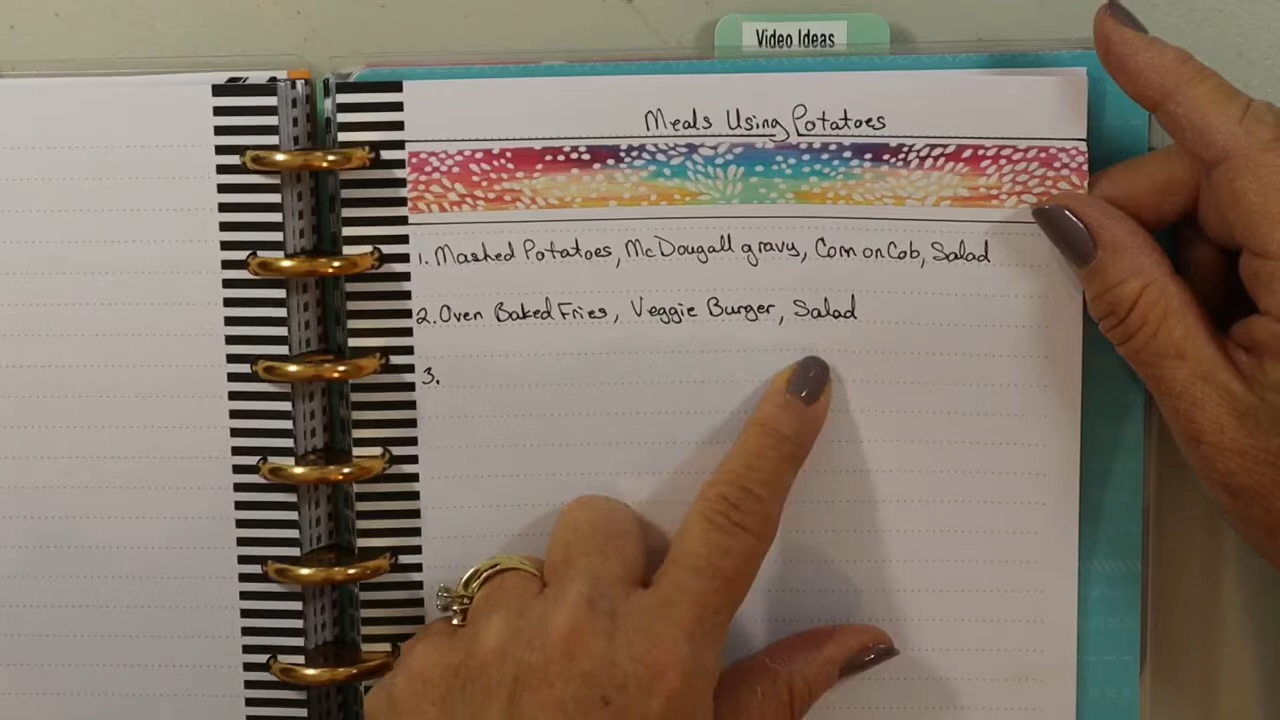 Video Ideas
Meals Using Potatoes
1. Mashed Potatoes, McDougall gravy, Corn on Cob, Salad
2. Oven Baked Fries, Veggie Burger, Salad
3.